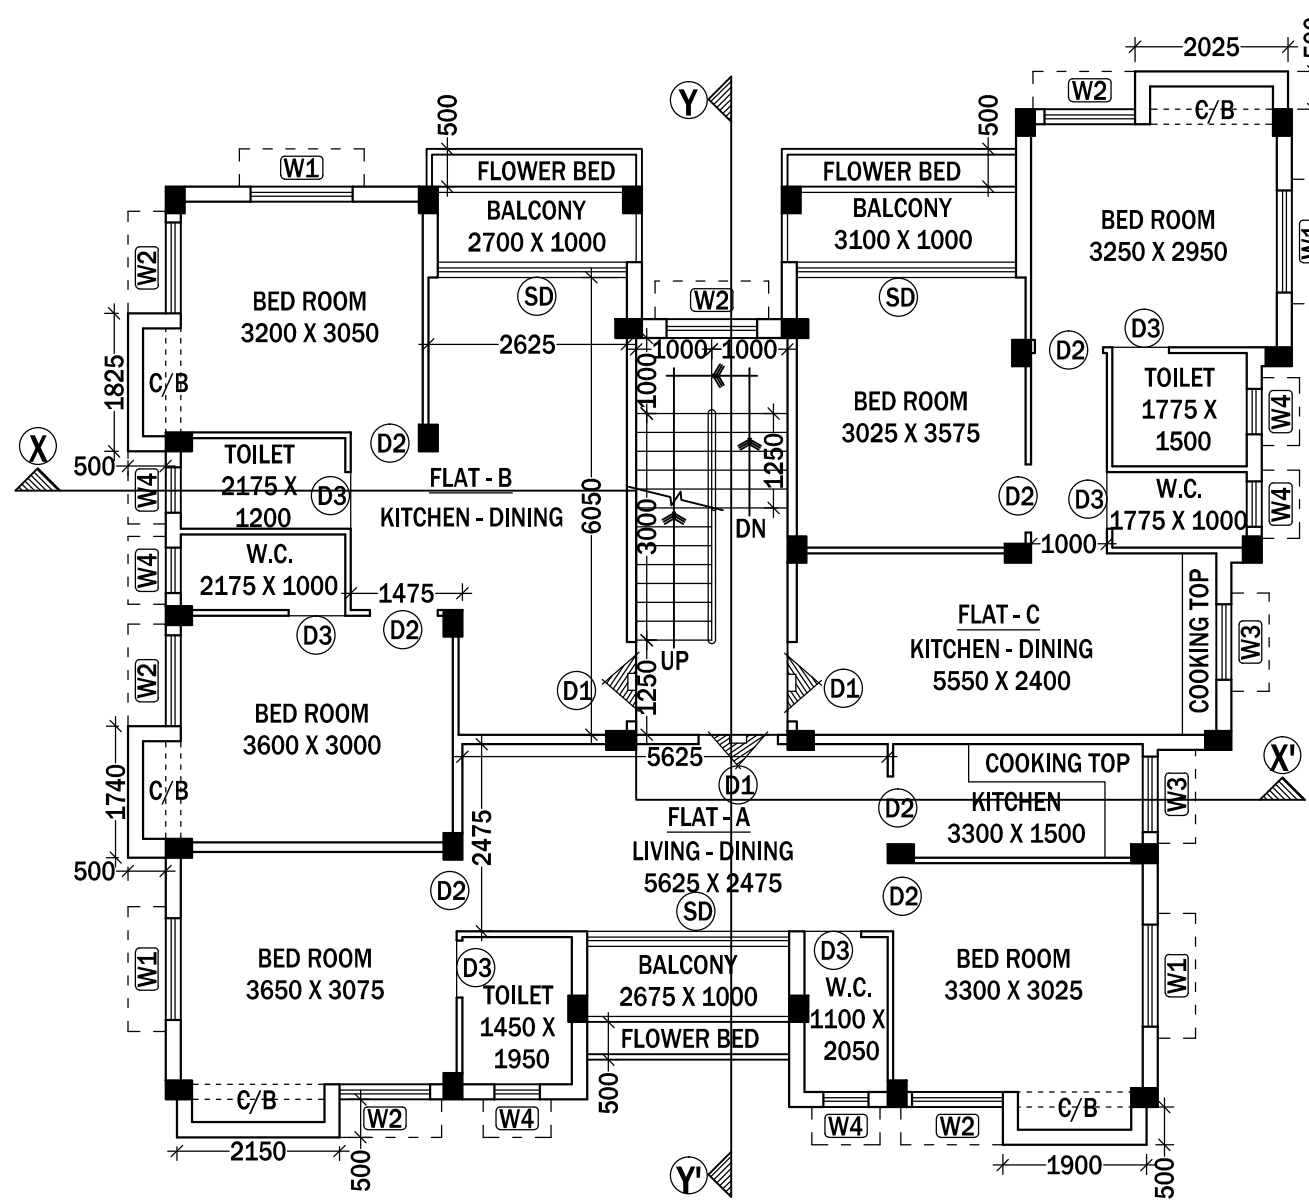 2025
500
W2
C/B
Y
500
500
FLOWER BED
FLOWER BED
W1
BALCONY
2700 X 1000
BALCONY
3100 X 1000
BED ROOM
3250 X 2950
W1
W2
SD
SD
W2
BED ROOM
3200 X 3050
2625
1000
1000
1000
D2
D3
1825
C/B
TOILET
1775 X
1500
W4
BED ROOM
3025 X 3575
X
D2
TOILET
2175 X
1200
500
W4
D3
FLAT - B
KITCHEN - DINING
6050
1250
3000
DN
D2
D3
W.C.
1775 X 1000
W4
1000
W.C.
2175 X 1000
W4
1475
D3
D2
COOKING TOP
FLAT - C
KITCHEN - DINING
5550 X 2400
W3
UP
W2
D1
1250
D1
BED ROOM
3600 X 3000
1740
C/B
5625
D1
COOKING TOP
X'
W3
D2
KITCHEN
3300 X 1500
FLAT - A
LIVING - DINING
5625 X 2475
2475
500
D2
D2
SD
W1
BED ROOM
3650 X 3075
D3
TOILET
1450 X
1950
BALCONY
2675 X 1000
FLOWER BED
D3
W.C.
1100 X
2050
BED ROOM
3300 X 3025
W1
C/B
W2
W4
500
W4
W2
C/B
2150
500
1900
500
Y'